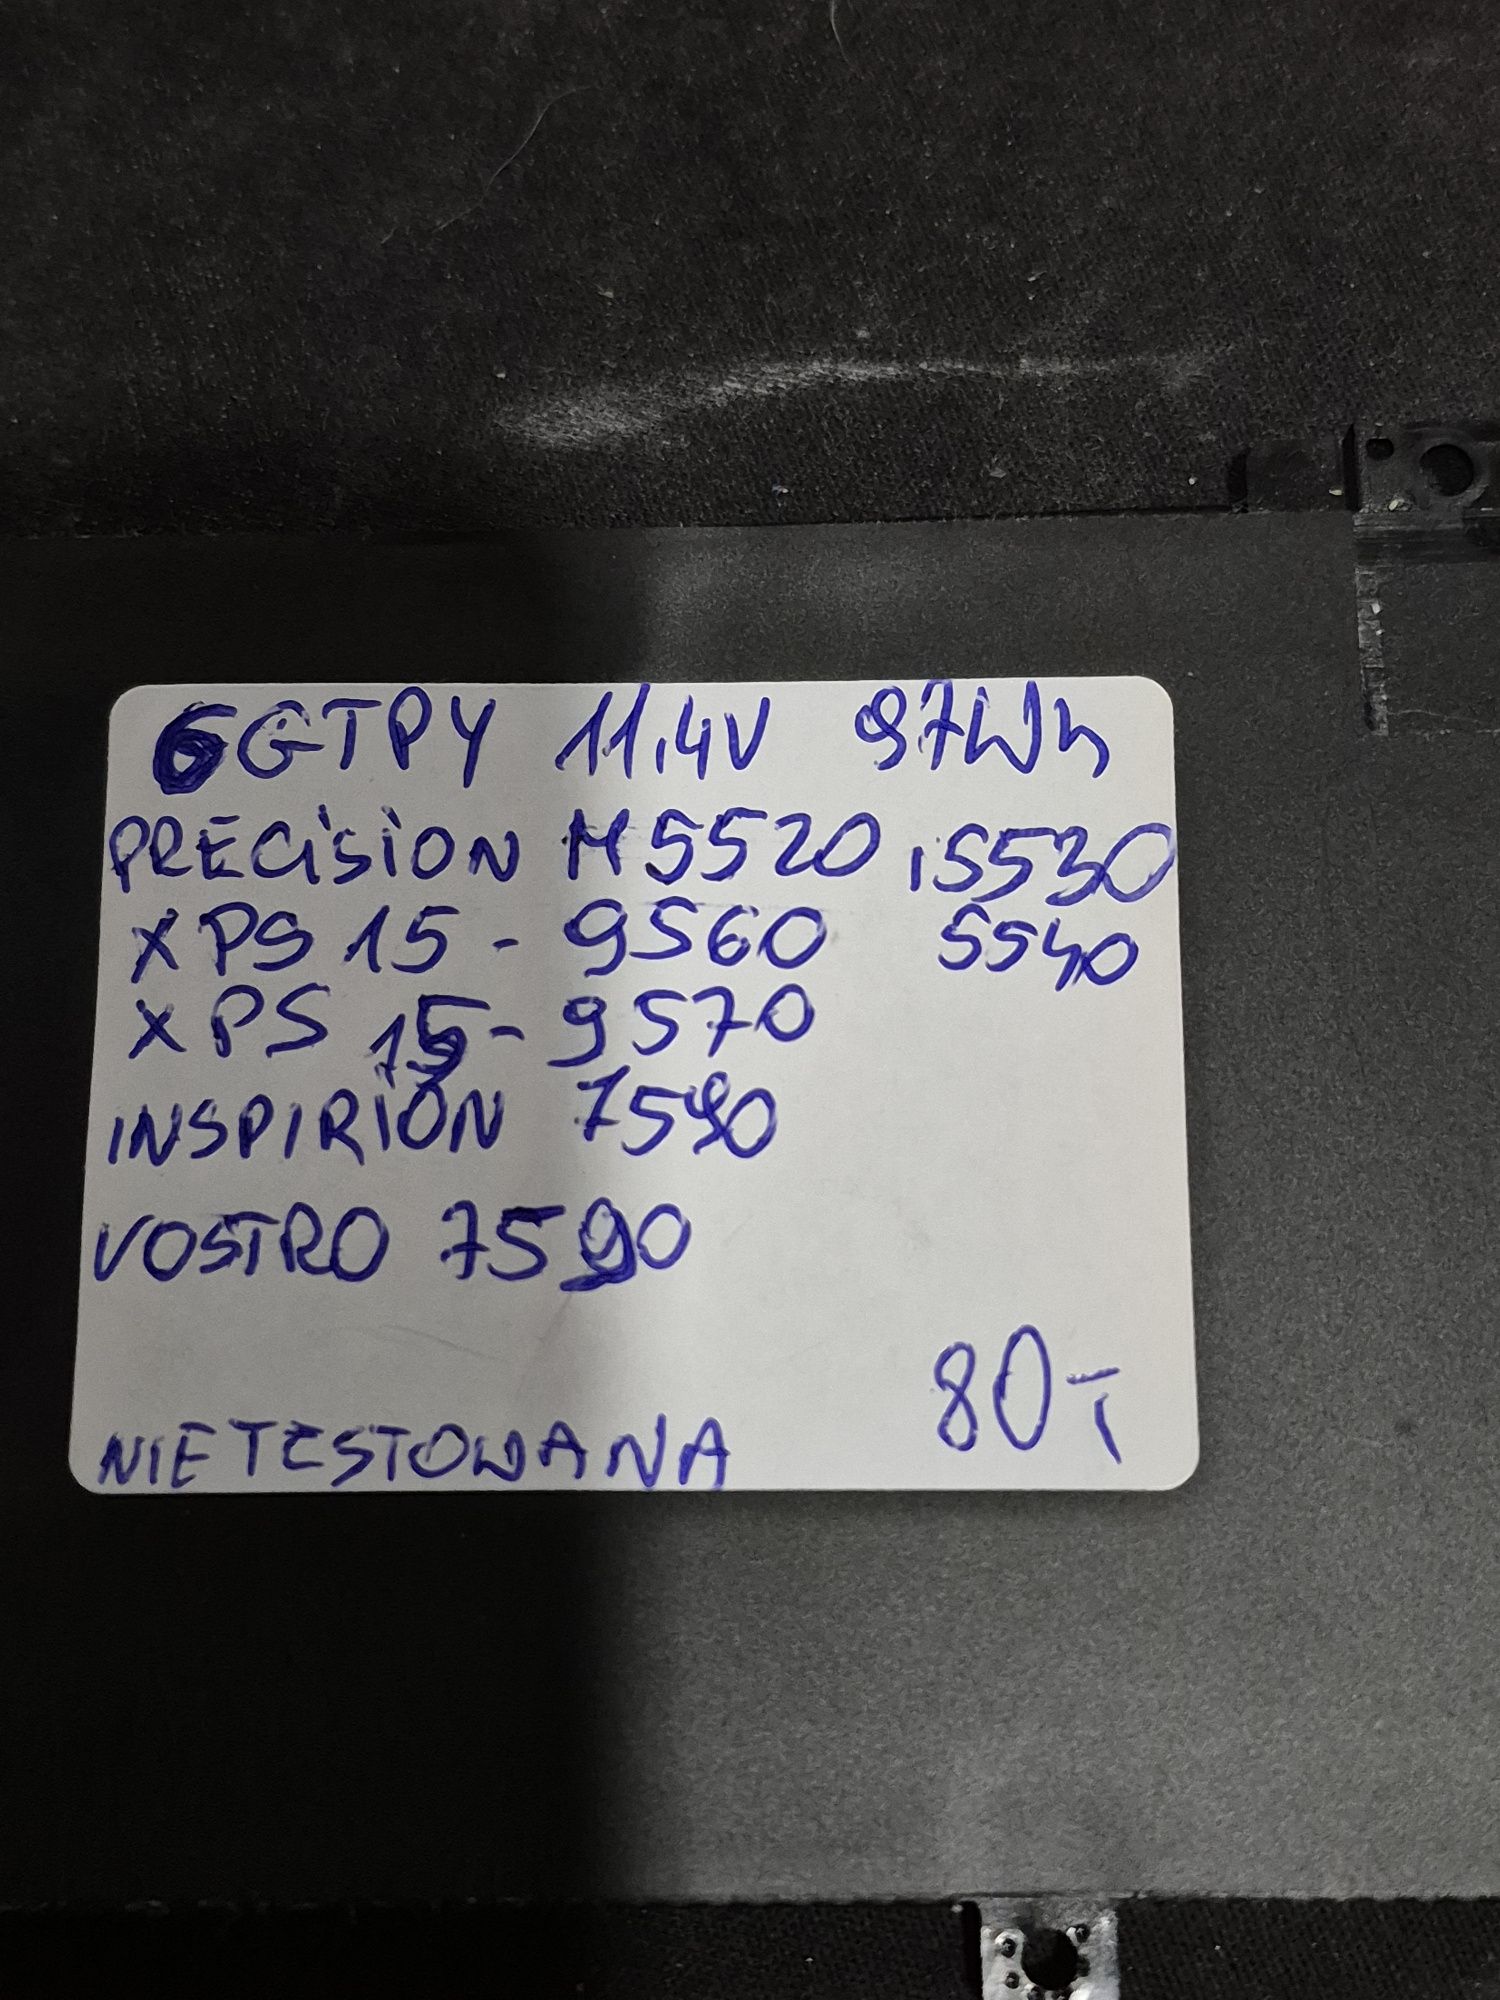 6GTPY 11,4V 97Wh
PRECiSiON M5520 , 5530
XPS 15 - 9560 5540
XPS 15 - 9570
INSPIRION 7590
VOSTRO 7590
80,-
NIETESTOWANA